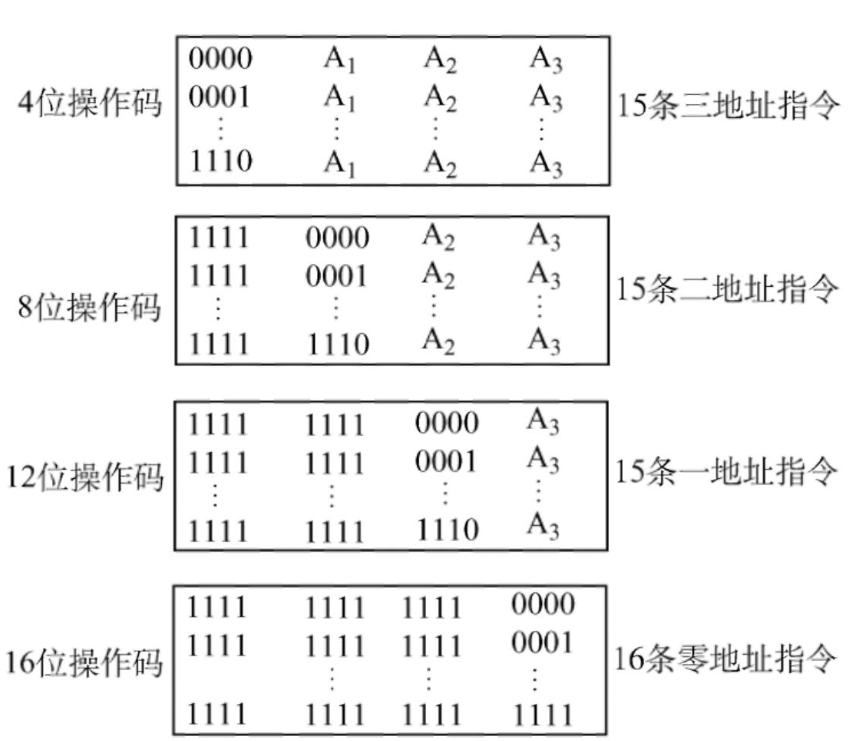 0000 A₁ A₂ A₃
4位操作码 0001 A₁ A₂ A₃ 15条三地址指令
⋮ ⋮ ⋮ ⋮
1110 A₁ A₂ A₃
1111 0000 A₂ A₃
1111 0001 A₂ A₃ 15条二地址指令
8位操作码 ⋮ ⋮ ⋮ ⋮
1111 1110 A₂ A₃
1111 1111 0000 A₃
12位操作码 1111 1111 0001 A₃ 15条一地址指令
⋮ ⋮ ⋮ ⋮
1111 1111 1110 A₃
1111 1111 1111 0000
16位操作码 1111 1111 1111 0001 16条零地址指令
⋮ ⋮ ⋮
1111 1111 1111 1111